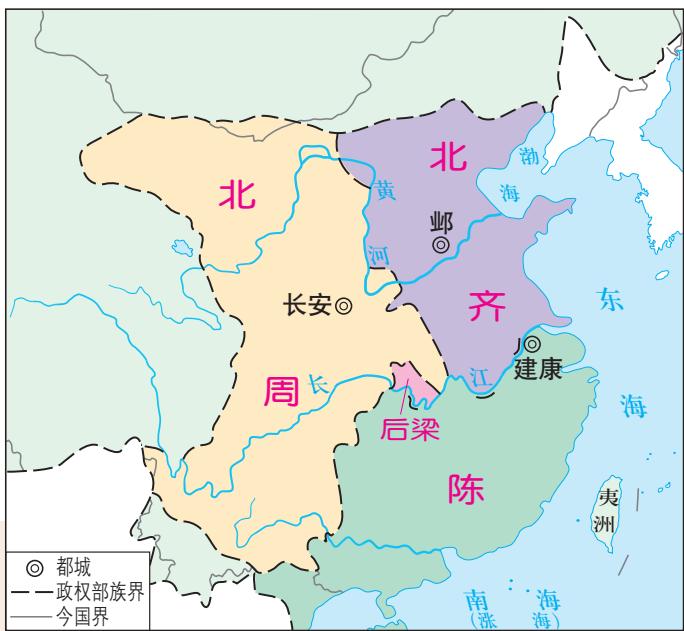 北
北
渤
海
黄
邺
河
长安
齐
东
建康
周
长
江
海
后梁
陈
夷
洲
都城
政权部族界
今国界
南 海
(涨 海)